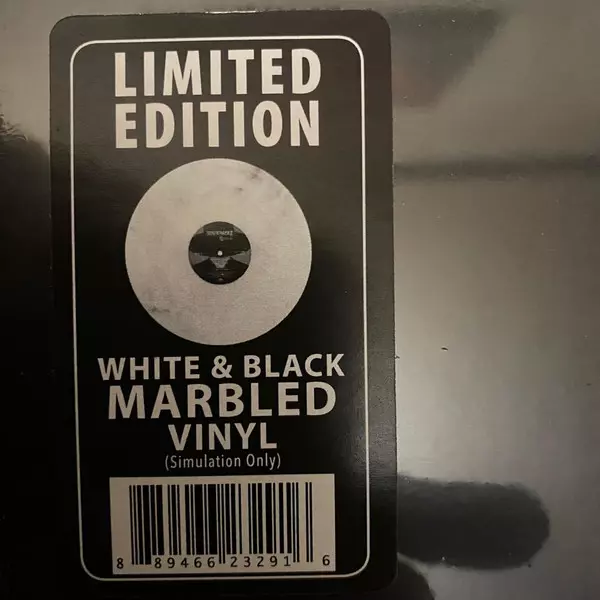 LIMITED
EDITION
WHITE & BLACK
MARBLED
VINYL
(Simulation Only)
8 89466 23291 6